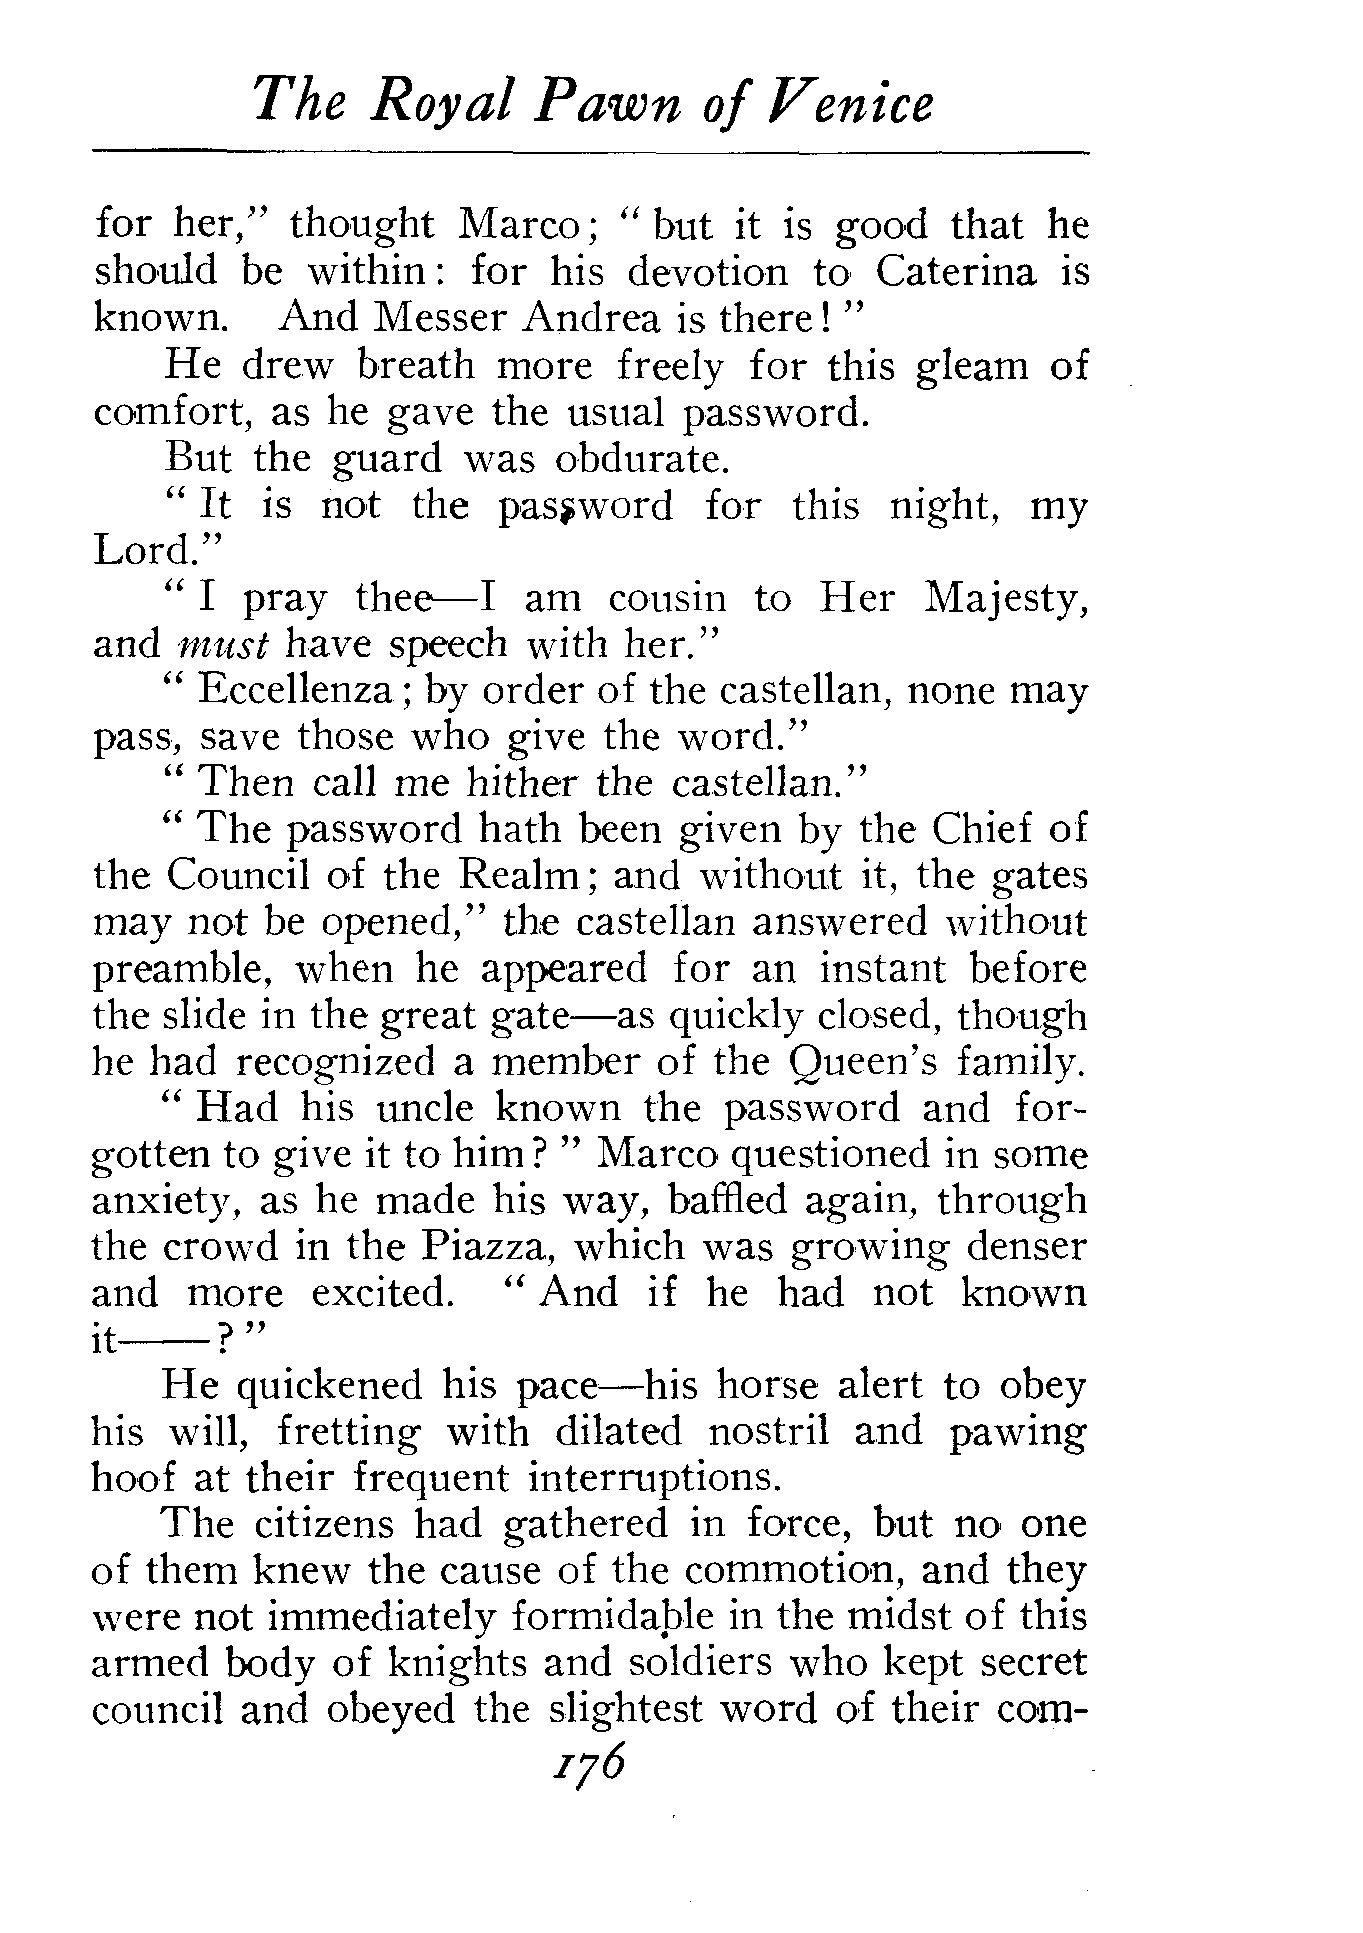 The Royal Pawn of Venice
for her,” thought Marco; “ but it is good that he
should be within: for his devotion to Caterina is
known. And Messer Andrea is there! ”
He drew breath more freely for this gleam of
comfort, as he gave the usual password.
But the guard was obdurate.
“ It is not the password for this night, my
Lord.”
“ I pray thee—I am cousin to Her Majesty,
and must have speech with her.”
“ Eccellenza; by order of the castellan, none may
pass, save those who give the word.”
“ Then call me hither the castellan.”
“ The password hath been given by the Chief of
the Council of the Realm; and without it, the gates
may not be opened,” the castellan answered without
preamble, when he appeared for an instant before
the slide in the great gate—as quickly closed, though
he had recognized a member of the Queen’s family.
“ Had his uncle known the password and for-
gotten to give it to him? ” Marco questioned in some
anxiety, as he made his way, baffled again, through
the crowd in the Piazza, which was growing denser
and more excited. “ And if he had not known
it——? ”
He quickened his pace—his horse alert to obey
his will, fretting with dilated nostril and pawing
hoof at their frequent interruptions.
The citizens had gathered in force, but no one
of them knew the cause of the commotion, and they
were not immediately formidable in the midst of this
armed body of knights and soldiers who kept secret
council and obeyed the slightest word of their com-
176